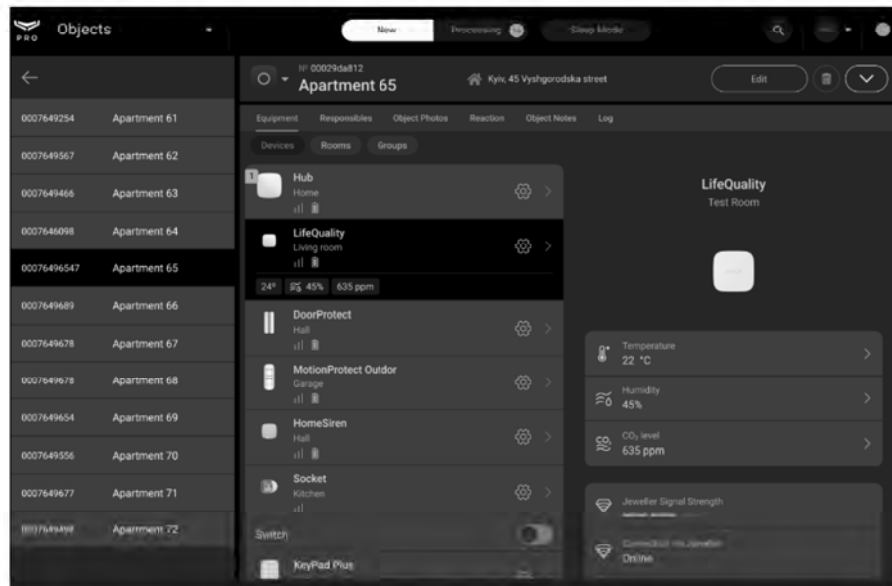 PRO
Objects
New
Processing
Sleep Mode
0007649254 Apartment 61
0007649567 Apartment 62
0007649466 Apartment 63
0007646098 Apartment 64
00076496547 Apartment 65
0007649689 Apartment 66
0007649678 Apartment 67
0007649678 Apartment 68
0007649654 Apartment 69
0007649556 Apartment 70
0007649677 Apartment 71
Apartment 72
Nº 00029da812
Apartment 65
Kyiv, 45 Vyshgorodska street
Edit
Equipment Responsibles Object Photos Reaction Object Notes Log
Devices Rooms Groups
1
Hub
Home
LifeQuality
Living room
24° 45% 635 ppm
DoorProtect
Hall
MotionProtect Outdor
Garage
HomeSiren
Hall
Socket
Kitchen
Switch
KeyPad Plus
LifeQuality
Test Room
Temperature
22 °C
Humidity
45%
CO₂ level
635 ppm
Jeweller Signal Strength
Connection via Jeweller
Online